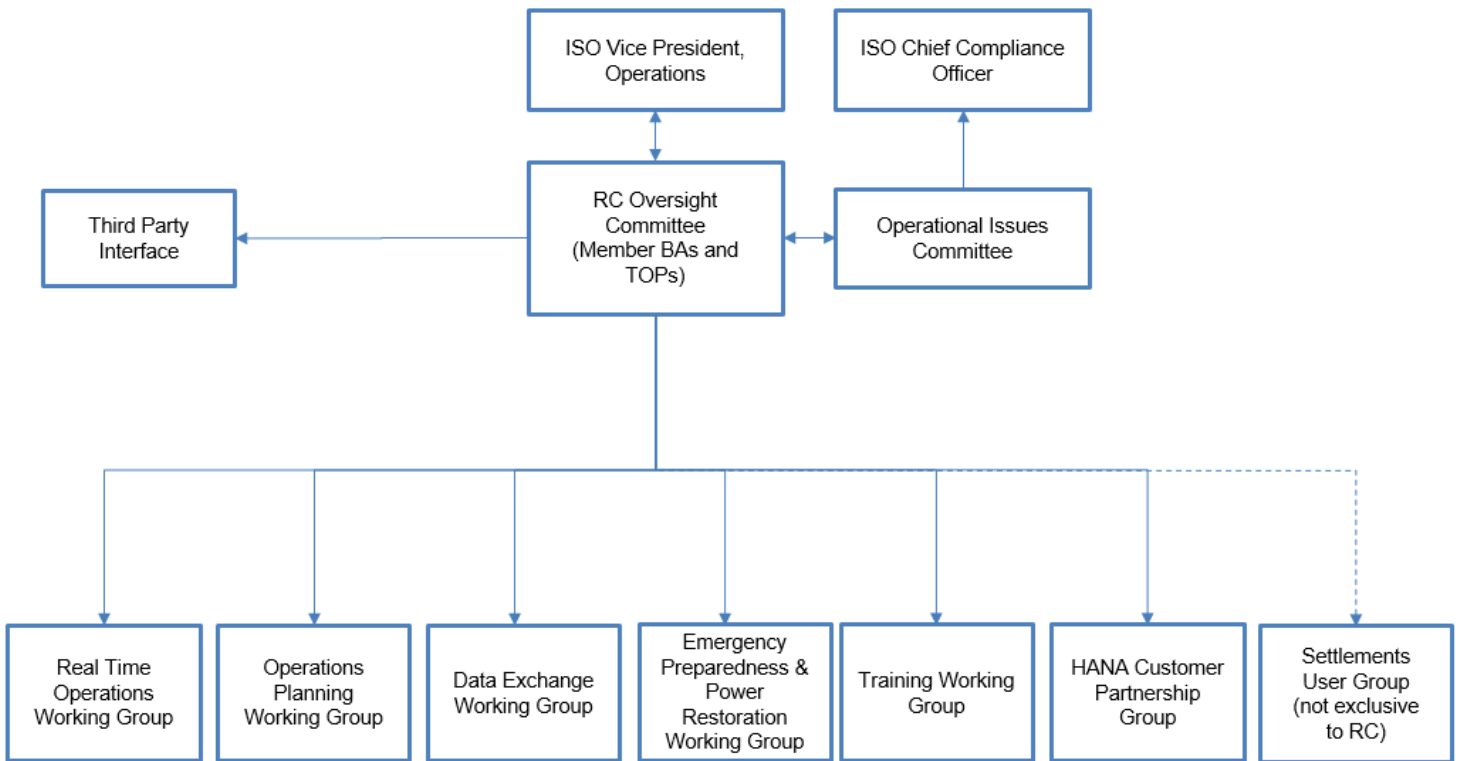 ISO Vice President,
Operations
ISO Chief Compliance
Officer
Third Party
Interface
RC Oversight
Committee
(Member BAs and
TOPs)
Operational Issues
Committee
Real Time
Operations
Working Group
Operations
Planning
Working Group
Data Exchange
Working Group
Emergency
Preparedness &
Power
Restoration
Working Group
Training Working
Group
HANA Customer
Partnership
Group
Settlements
User Group
(not exclusive
to RC)